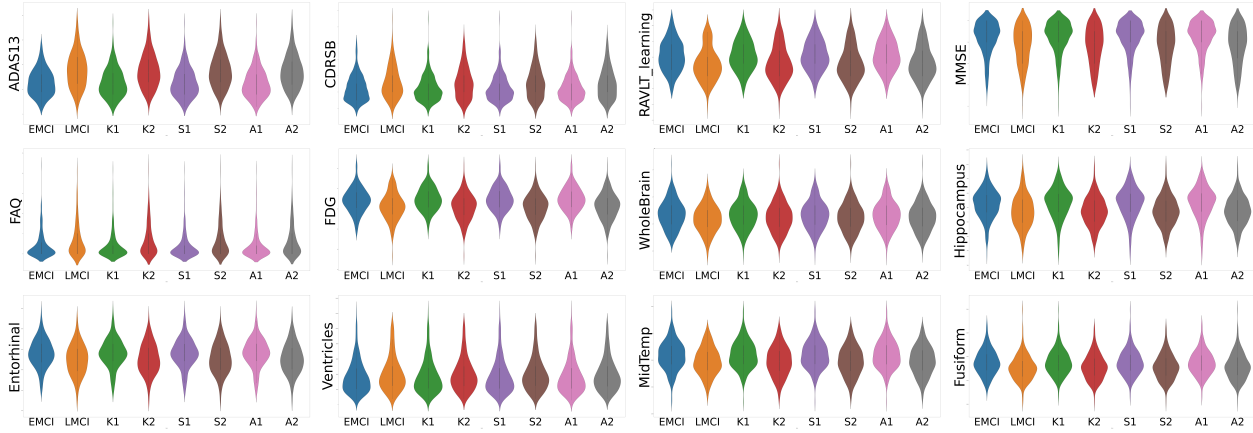 ADAS13
EMCI LMCI K1 K2 S1 S2 A1 A2
CDRSB
EMCI LMCI K1 K2 S1 S2 A1 A2
RAVLT_learning
EMCI LMCI K1 K2 S1 S2 A1 A2
MMSE
EMCI LMCI K1 K2 S1 S2 A1 A2
FAQ
EMCI LMCI K1 K2 S1 S2 A1 A2
FDG
EMCI LMCI K1 K2 S1 S2 A1 A2
WholeBrain
EMCI LMCI K1 K2 S1 S2 A1 A2
Hippocampus
EMCI LMCI K1 K2 S1 S2 A1 A2
Entorhinal
EMCI LMCI K1 K2 S1 S2 A1 A2
Ventricles
EMCI LMCI K1 K2 S1 S2 A1 A2
MidTemp
EMCI LMCI K1 K2 S1 S2 A1 A2
Fusiform
EMCI LMCI K1 K2 S1 S2 A1 A2